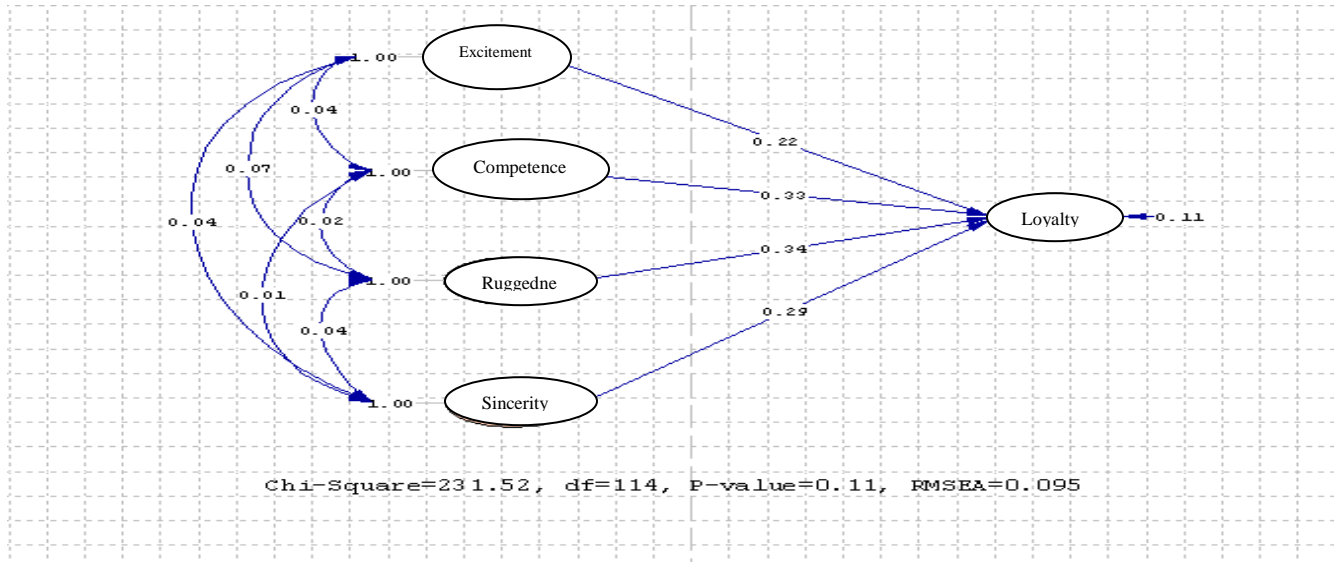 1.00 Excitement
0.04
0.22
0.07
1.00 Competence
0.33
0.04
0.02
Loyalty
0.11
0.34
1.00 Ruggedne
0.01
0.04
0.29
1.00 Sincerity
Chi-Square=231.52, df=114, P-value=0.11, RMSEA=0.095